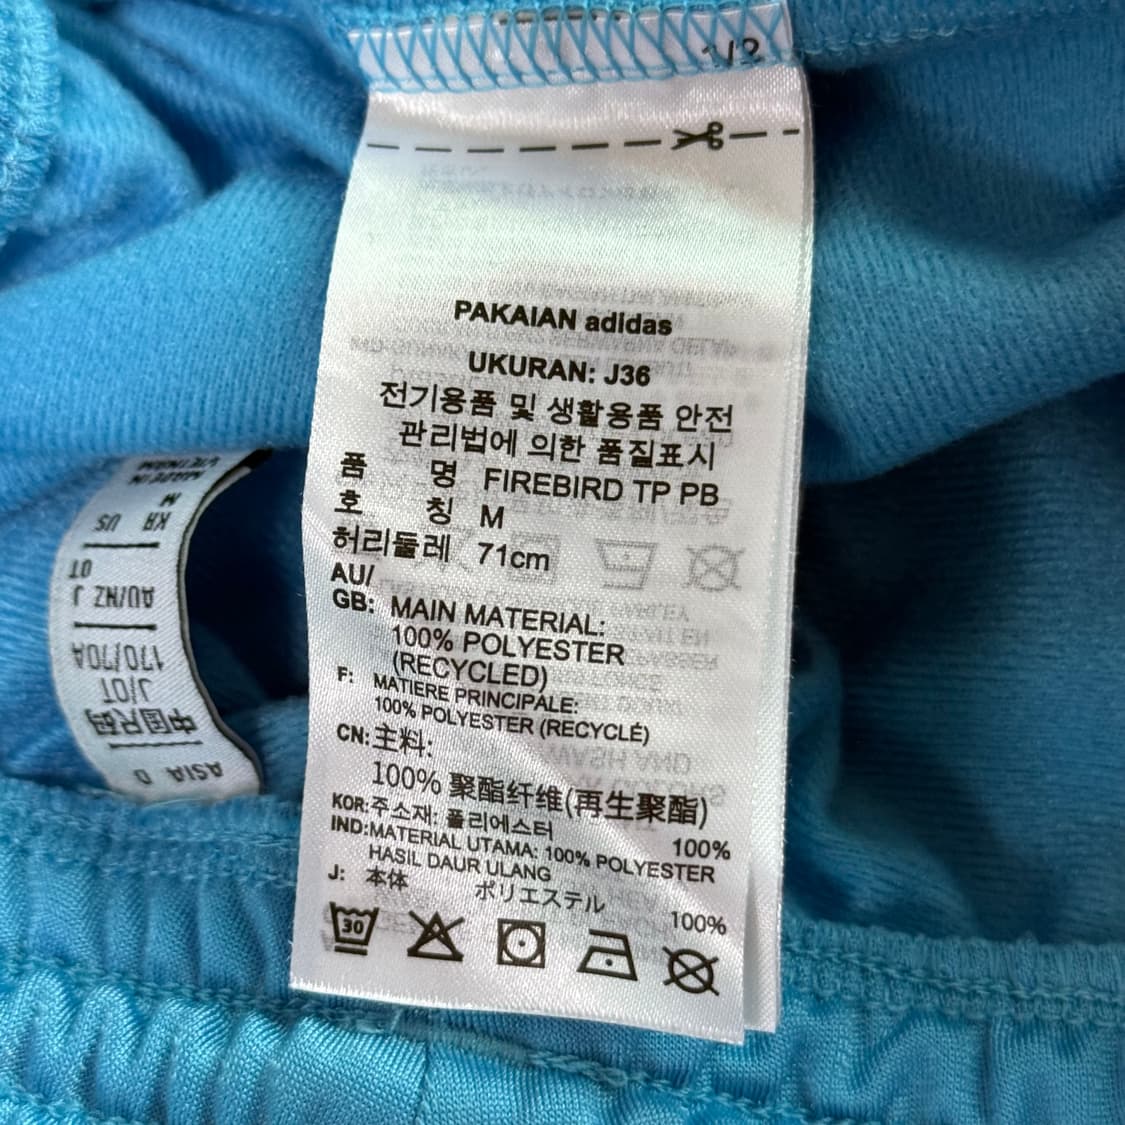 PAKAIAN adidas
UKURAN: J36
전기용품 및 생활용품 안전
관리법에 의한 품질표시
품 명 FIREBIRD TP PB
호 칭 M
허리둘레 71cm
AU/
GB: MAIN MATERIAL:
100% POLYESTER
(RECYCLED)
F: MATIERE PRINCIPALE:
100% POLYESTER (RECYCLÉ)
CN: 主料:
100% 聚酯纤维(再生聚酯)
KOR: 주소재: 폴리에스터 100%
IND: MATERIAL UTAMA: 100% POLYESTER
HASIL DAUR ULANG
J: 本体 ポリエステル 100%
30
ASIA O
中国尺码
J/OT
170/70A
AU/NZ J
OT
KR US
M
MADE IN
VIETNAM
1/2